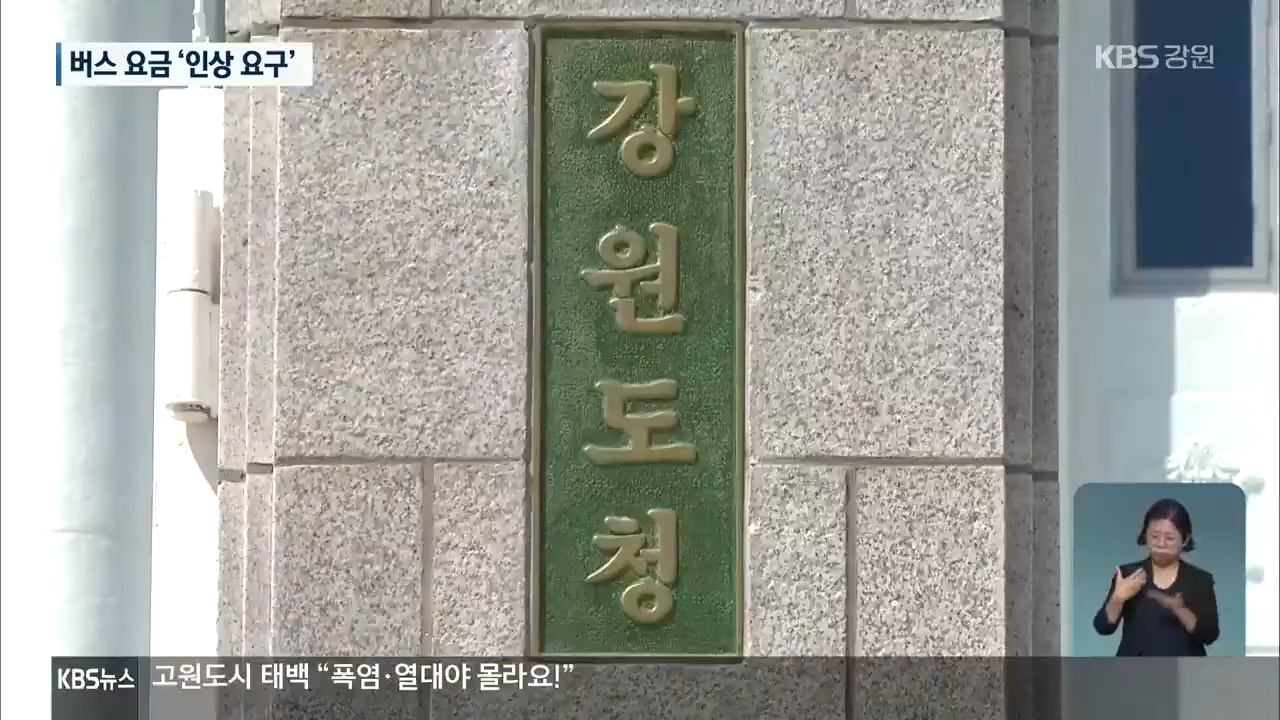 버스 요금 ‘인상 요구’
KBS 강원
강
원
도
청
KBS뉴스
고원도시 태백 “폭염·열대야 몰라요!”